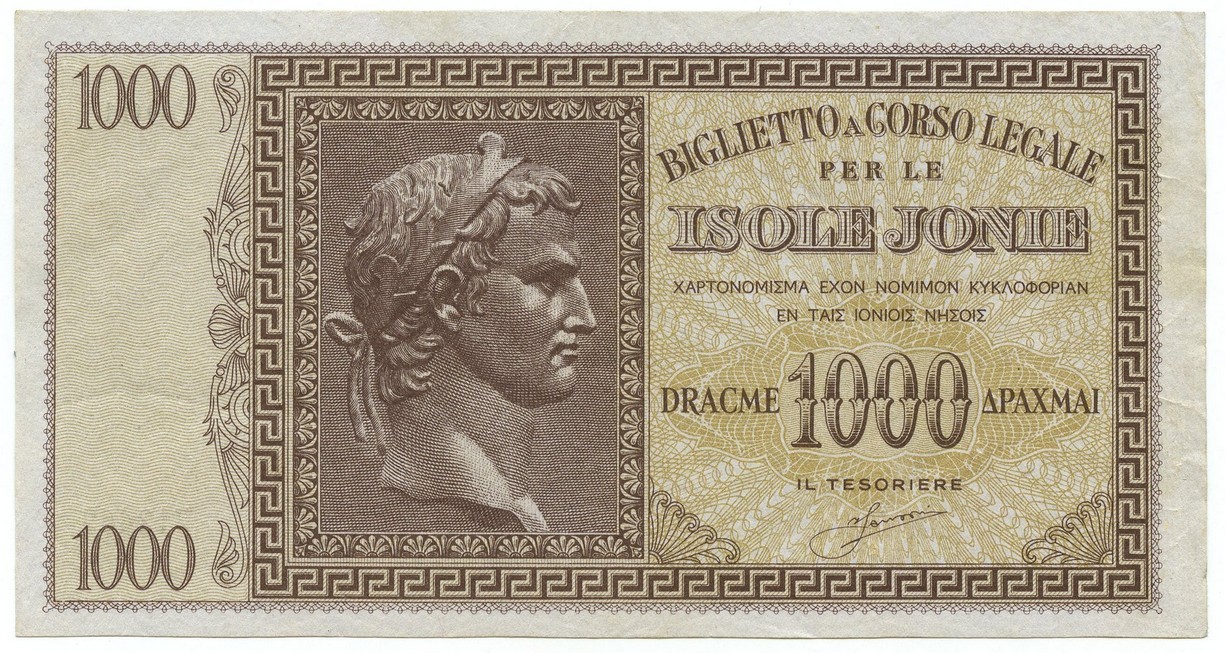 1000
BIGLIETTO A CORSO LEGALE
PER LE
ISOLE JONIE
ΧΑΡΤΟΝΟΜΙΣΜΑ ΕΧΟΝ ΝΟΜΙΜΟΝ ΚΥΚΛΟΦΟΡΙΑΝ
ΕΝ ΤΑΙΣ ΙΟΝΙΟΙΣ ΝΗΣΟΙΣ
DRACME 1000 ΔΡΑΧΜΑΙ
IL TESORIERE
1000